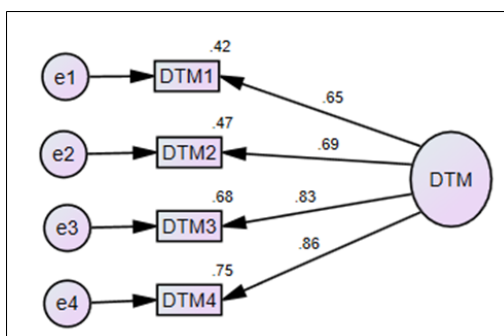 .42
e1
DTM1
.65
.47
e2
DTM2
.69
DTM
.68
e3
DTM3
.83
.86
.75
e4
DTM4